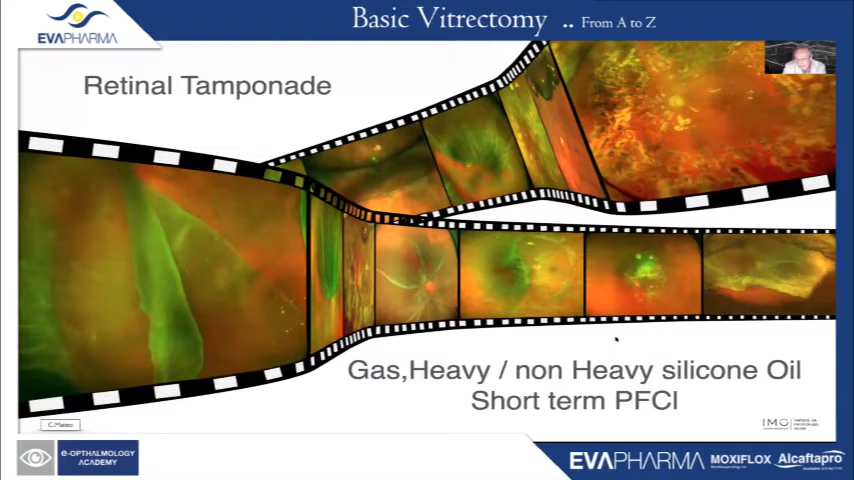 Basic Vitrectomy .. From A to Z
EVAPHARMA
Retinal Tamponade
Gas,Heavy / non Heavy silicone Oil
Short term PFCl
C.Mateo
IMO
e-OPTHALMOLOGY
ACADEMY
EVAPHARMA MOXIFLOX Alcaftapro